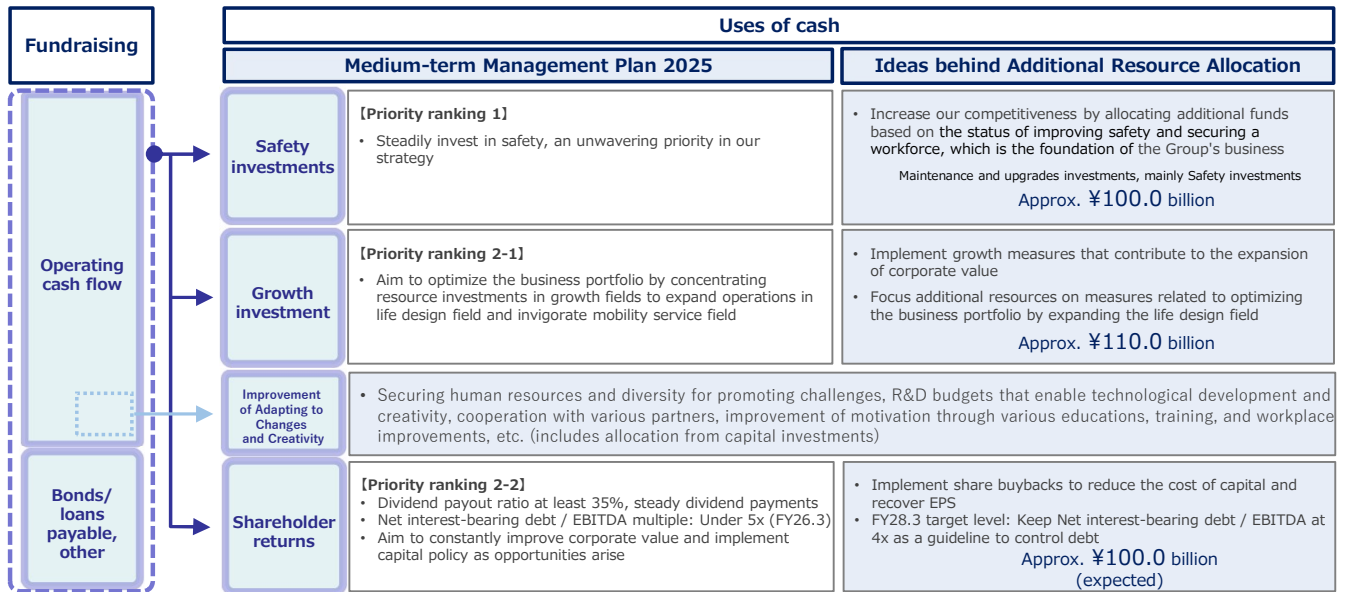 Fundraising
Uses of cash
Medium-term Management Plan 2025
Ideas behind Additional Resource Allocation
Operating
cash flow
Bonds/
loans
payable,
other
Safety
investments
【Priority ranking 1】
• Steadily invest in safety, an unwavering priority in our
strategy
• Increase our competitiveness by allocating additional funds
based on the status of improving safety and securing a
workforce, which is the foundation of the Group's business
Maintenance and upgrades investments, mainly Safety investments
Approx. ¥100.0 billion
Growth
investment
【Priority ranking 2-1】
• Aim to optimize the business portfolio by concentrating
resource investments in growth fields to expand operations in
life design field and invigorate mobility service field
• Implement growth measures that contribute to the expansion
of corporate value
• Focus additional resources on measures related to optimizing
the business portfolio by expanding the life design field
Approx. ¥110.0 billion
Improvement
of Adapting to
Changes
and Creativity
• Securing human resources and diversity for promoting challenges, R&D budgets that enable technological development and
creativity, cooperation with various partners, improvement of motivation through various educations, training, and workplace
improvements, etc. (includes allocation from capital investments)
Shareholder
returns
【Priority ranking 2-2】
• Dividend payout ratio at least 35%, steady dividend payments
• Net interest-bearing debt / EBITDA multiple: Under 5x (FY26.3)
• Aim to constantly improve corporate value and implement
capital policy as opportunities arise
• Implement share buybacks to reduce the cost of capital and
recover EPS
• FY28.3 target level: Keep Net interest-bearing debt / EBITDA at
4x as a guideline to control debt
Approx. ¥100.0 billion
(expected)